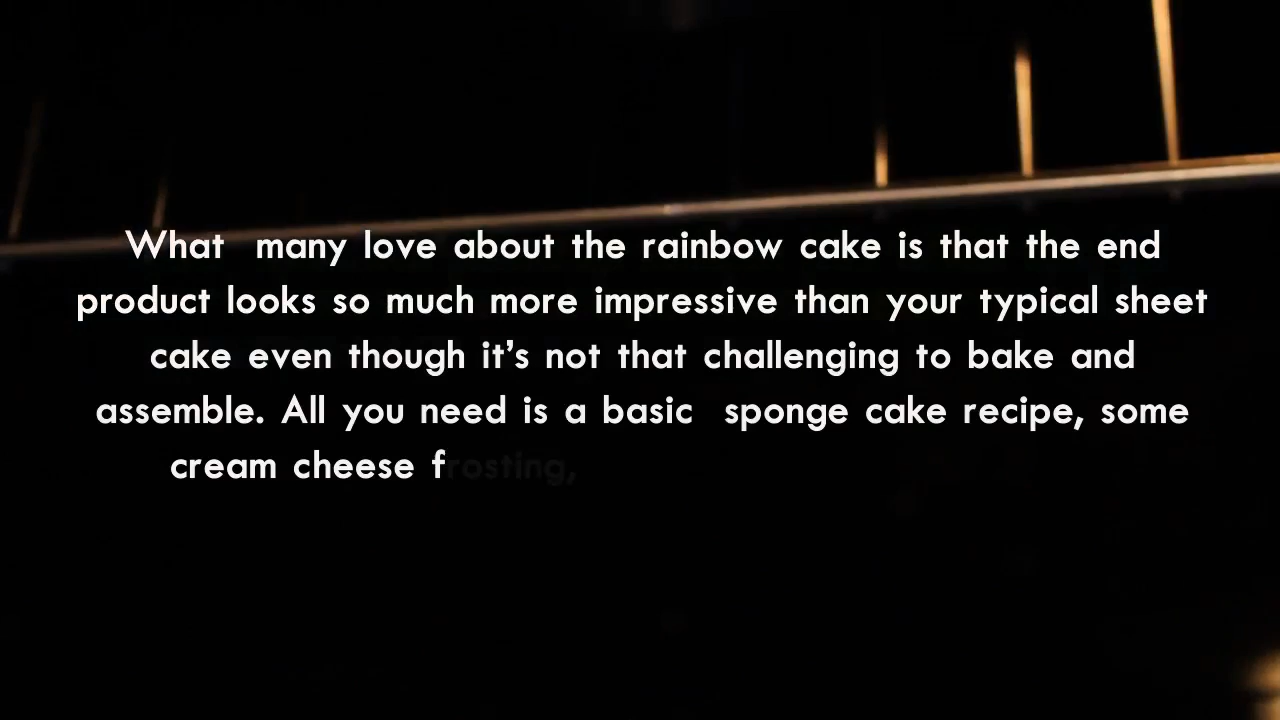 What many love about the rainbow cake is that the end
product looks so much more impressive than your typical sheet
cake even though it’s not that challenging to bake and
assemble. All you need is a basic sponge cake recipe, some
cream cheese frosting,